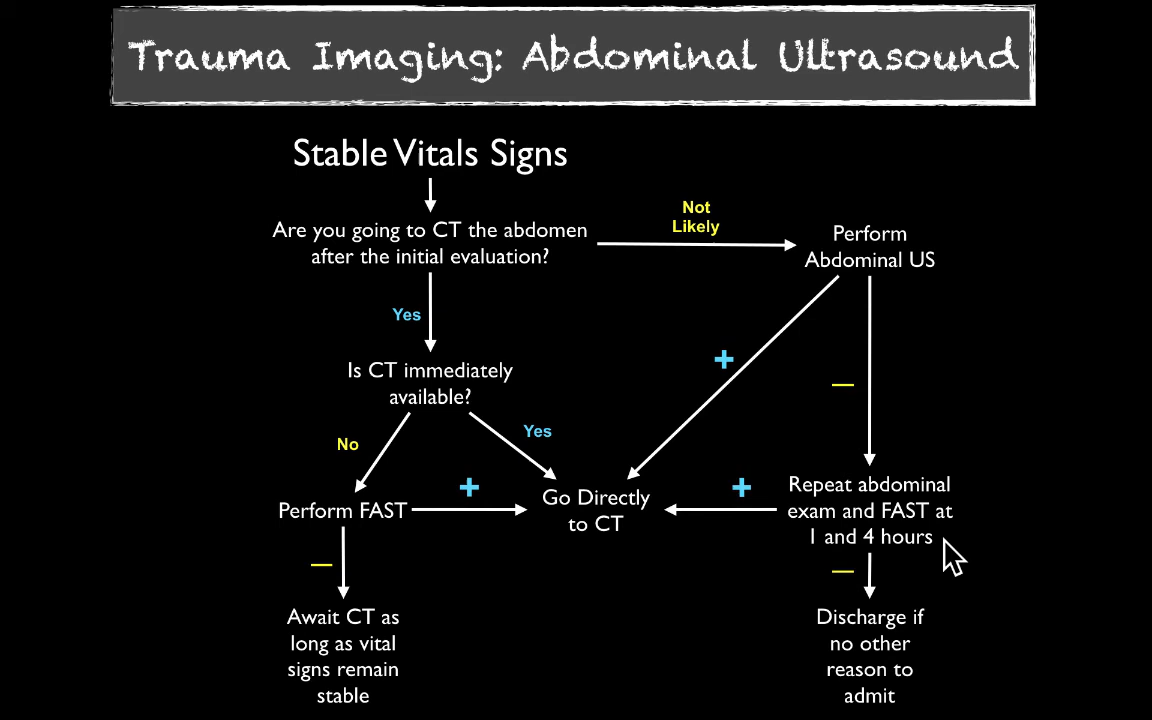 Trauma Imaging: Abdominal Ultrasound
Stable Vitals Signs
Are you going to CT the abdomen
after the initial evaluation?
Not
Likely
Perform
Abdominal US
Yes
Is CT immediately
available?
+
—
No
Yes
Perform FAST
+
Go Directly
to CT
+
Repeat abdominal
exam and FAST at
1 and 4 hours
—
—
Await CT as
long as vital
signs remain
stable
Discharge if
no other
reason to
admit